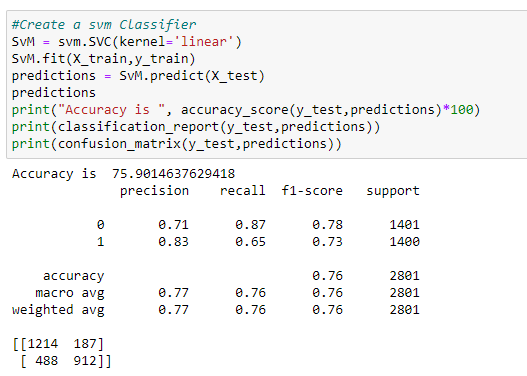 #Create a svm Classifier
SvM = svm.SVC(kernel='linear')
SvM.fit(X_train,y_train)
predictions = SvM.predict(X_test)
predictions
print("Accuracy is ", accuracy_score(y_test,predictions)*100)
print(classification_report(y_test,predictions))
print(confusion_matrix(y_test,predictions))
Accuracy is  75.9014637629418
              precision    recall  f1-score   support
           0       0.71      0.87      0.78      1401
           1       0.83      0.65      0.73      1400
    accuracy                           0.76      2801
   macro avg       0.77      0.76      0.76      2801
weighted avg       0.77      0.76      0.76      2801
[[1214  187]
 [ 488  912]]